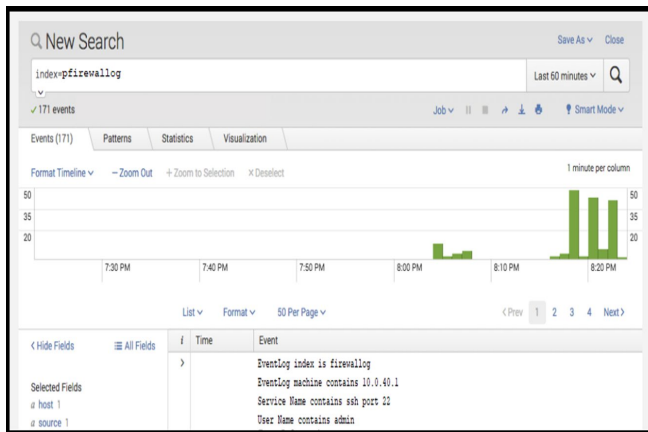 New Search
Save As
Close
index=pfirewallog
Last 60 minutes
171 events
Job
Smart Mode
Events (171)
Patterns
Statistics
Visualization
Format Timeline
− Zoom Out
+ Zoom to Selection
× Deselect
1 minute per column
50
50
35
35
20
20
7:30 PM
7:40 PM
7:50 PM
8:00 PM
8:10 PM
8:20 PM
List
Format
50 Per Page
< Prev
1
2
3
4
Next >
< Hide Fields
All Fields
i
Time
Event
>
EventLog index is firewallog
EventLog machine contains 10.0.40.1
Service Name contains ssh port 22
User Name contains admin
Selected Fields
a host 1
a source 1